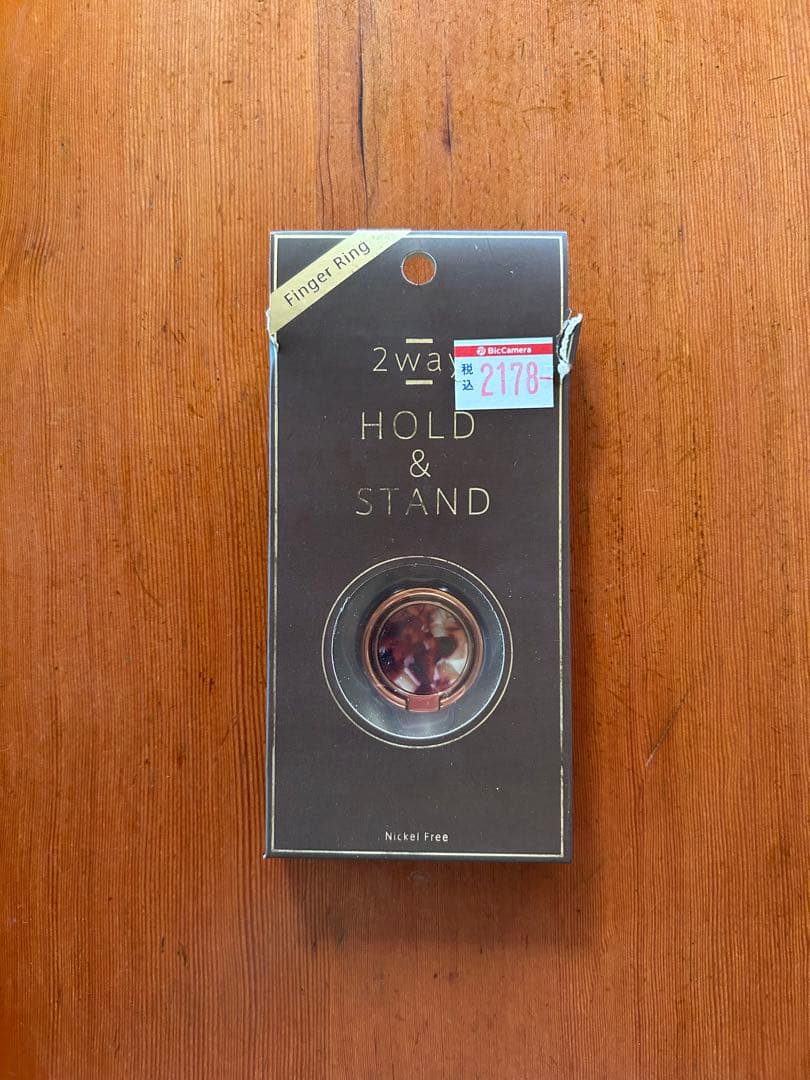 Finger Ring
2way
BicCamera
税込 2178-
HOLD
&
STAND
Nickel Free